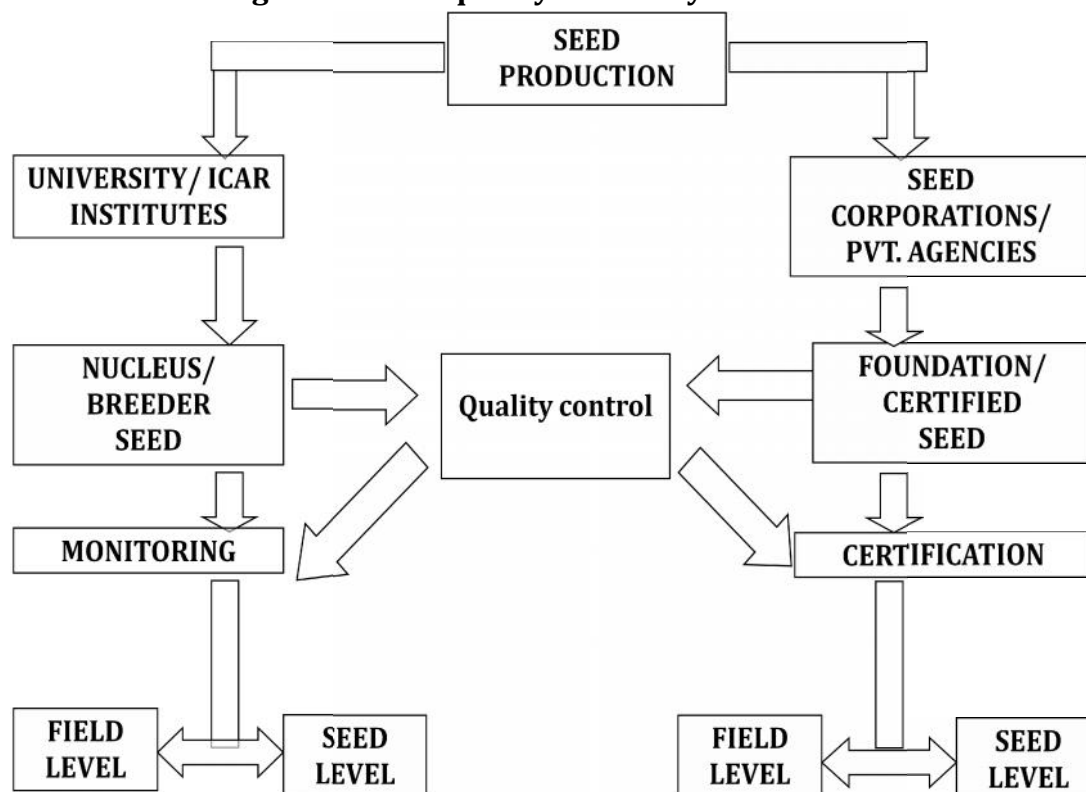 SEED
PRODUCTION
UNIVERSITY/ ICAR
INSTITUTES
SEED
CORPORATIONS/
PVT. AGENCIES
NUCLEUS/
BREEDER
SEED
Quality control
FOUNDATION/
CERTIFIED
SEED
MONITORING
CERTIFICATION
FIELD
LEVEL
SEED
LEVEL
FIELD
LEVEL
SEED
LEVEL